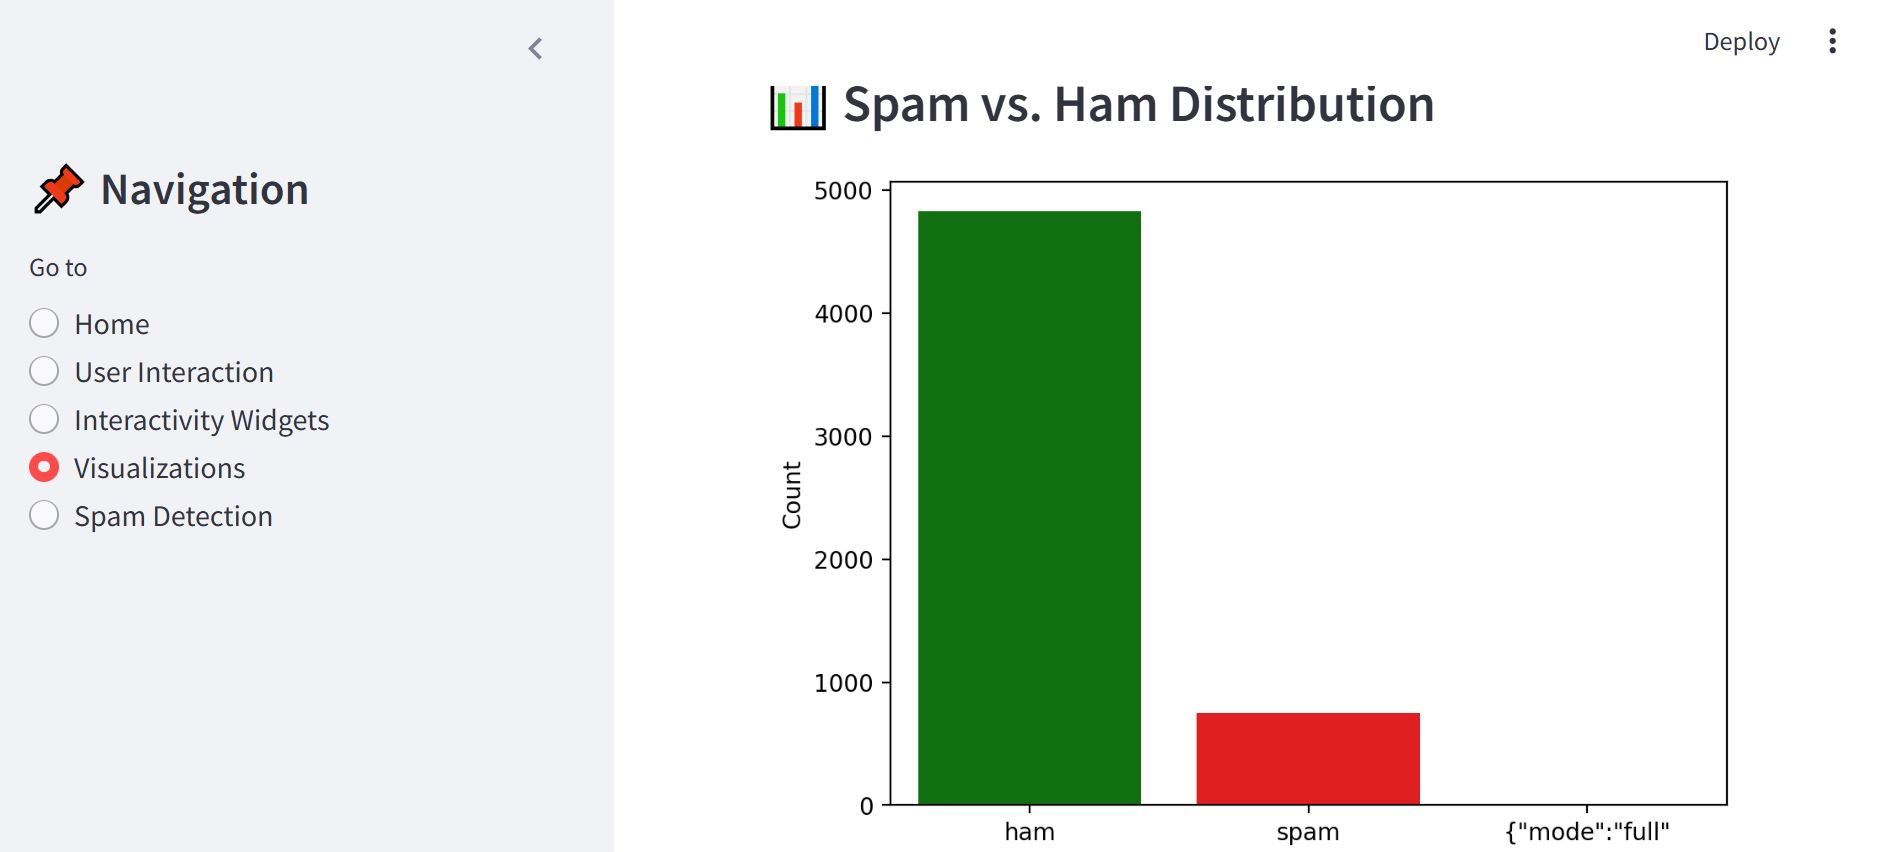 Deploy
Spam vs. Ham Distribution
Navigation
Go to
Home
User Interaction
Interactivity Widgets
Visualizations
Spam Detection
5000
4000
3000
2000
1000
0
Count
ham
spam
{"mode":"full"